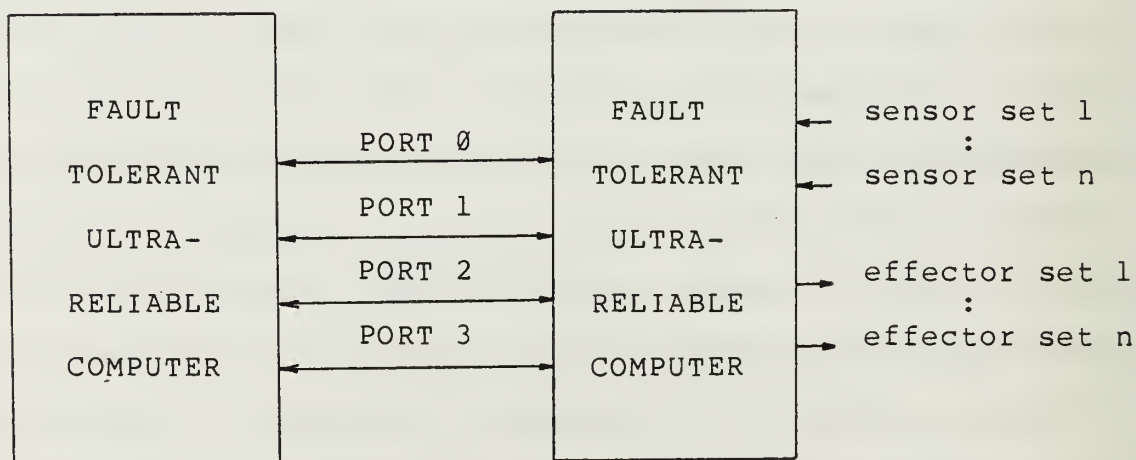 FAULT
TOLERANT
ULTRA-
RELIABLE
COMPUTER
PORT Ø
PORT 1
PORT 2
PORT 3
FAULT
TOLERANT
ULTRA-
RELIABLE
COMPUTER
sensor set 1
:
sensor set n
effector set 1
:
effector set n